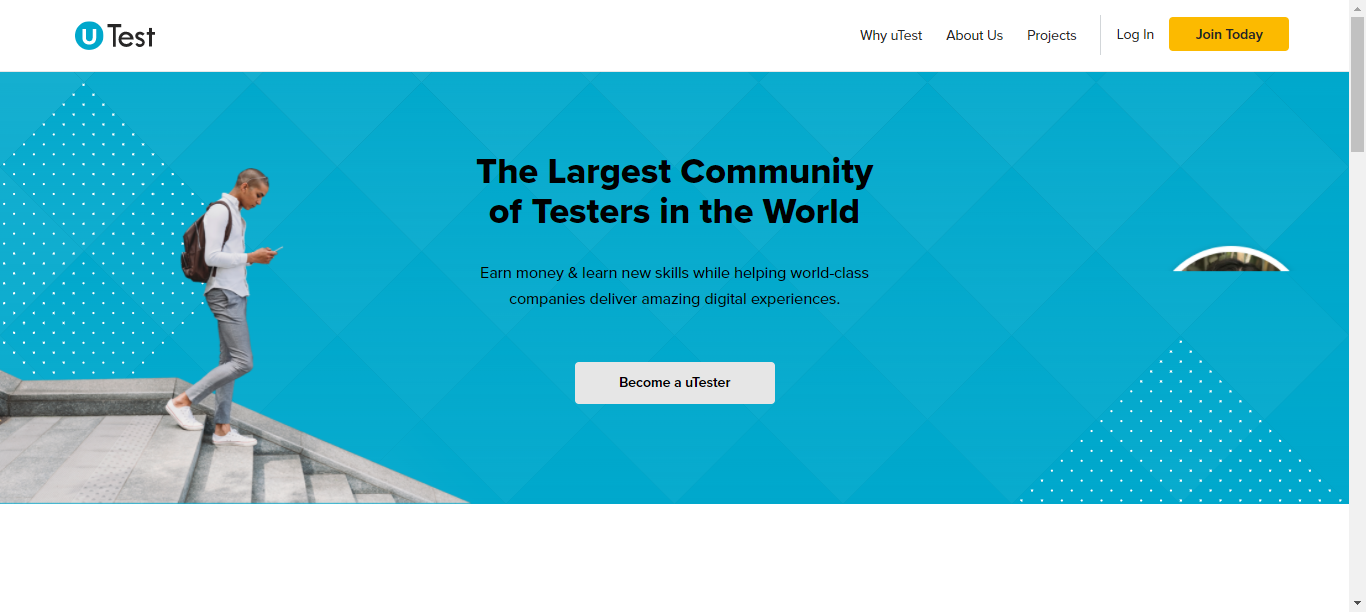 uTest
Why uTest
About Us
Projects
Log In
Join Today
The Largest Community
of Testers in the World
Earn money & learn new skills while helping world-class
companies deliver amazing digital experiences.
Become a uTester